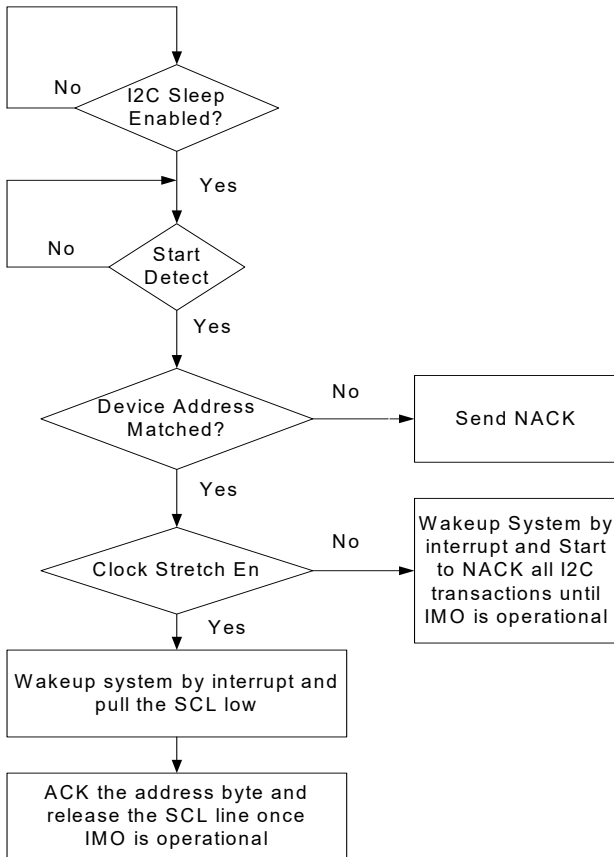 No
I2C Sleep
Enabled?
Yes
No
Start
Detect
Yes
Device Address
Matched?
No
Send NACK
Yes
Clock Stretch En
No
Wakeup System by
interrupt and Start
to NACK all I2C
transactions until
IMO is operational
Yes
Wakeup system by interrupt and
pull the SCL low
ACK the address byte and
release the SCL line once
IMO is operational